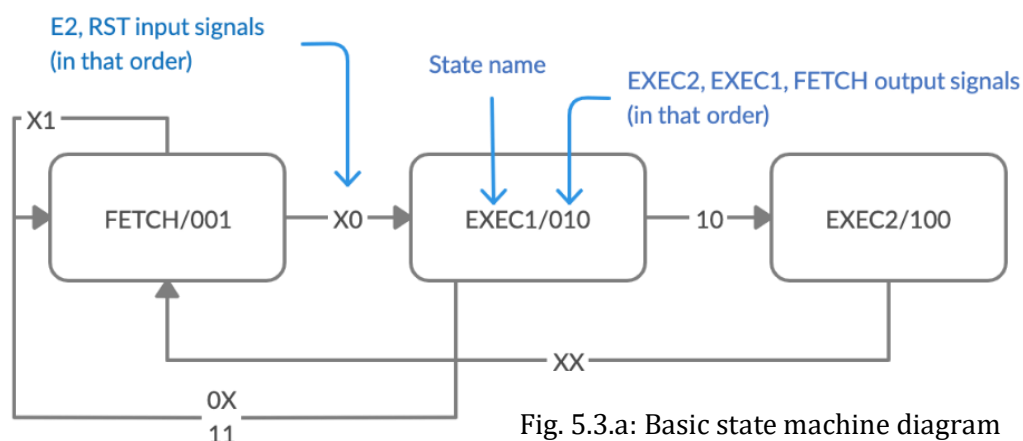 E2, RST input signals
(in that order)
State name
EXEC2, EXEC1, FETCH output signals
(in that order)
X1
FETCH/001
X0
EXEC1/010
10
EXEC2/100
XX
0X
11
Fig. 5.3.a: Basic state machine diagram